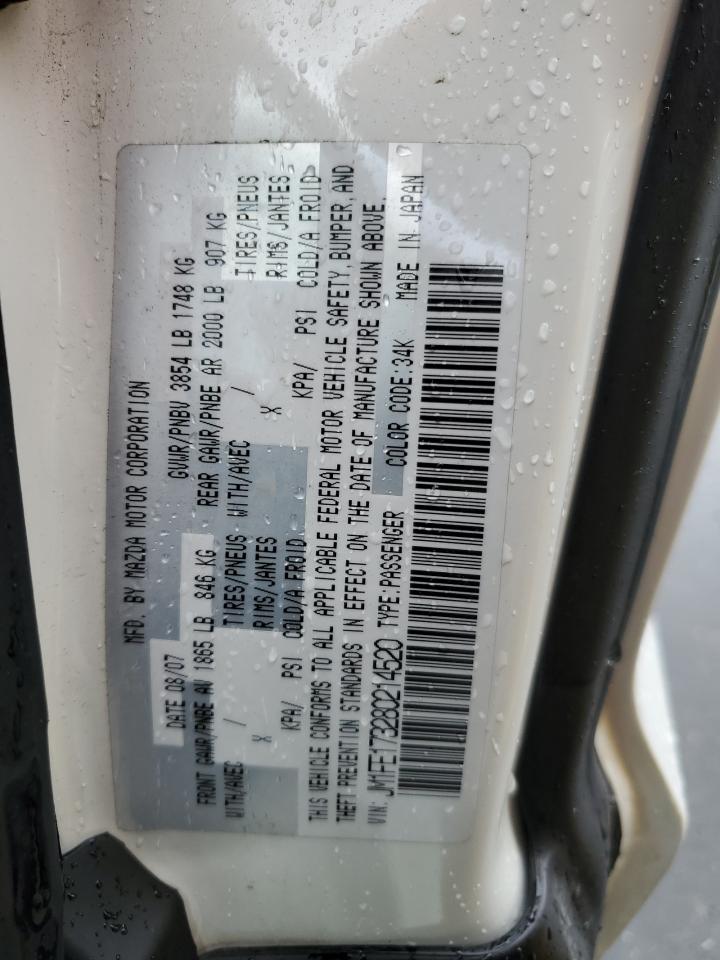 MFD. BY MAZDA MOTOR CORPORATION
DATE 08/07 GVWR/PNBV 3854 LB 1748 KG
FRONT GAWR/PNBE AV 1865 LB 846 KG REAR GAWR/PNBE AR 2000 LB 907 KG
WITH/AVEC / TIRES/PNEUS WITH/AVEC / TIRES/PNEUS
X RIMS/JANTES X RIMS/JANTES
KPA/ PSI COLD/A FROID KPA/ PSI COLD/A FROID
THIS VEHICLE CONFORMS TO ALL APPLICABLE FEDERAL MOTOR VEHICLE SAFETY, BUMPER, AND
THEFT PREVENTION STANDARDS IN EFFECT ON THE DATE OF MANUFACTURE SHOWN ABOVE.
VIN: JM1FE173280214520 TYPE:PASSENGER COLOR CODE:34K MADE IN JAPAN